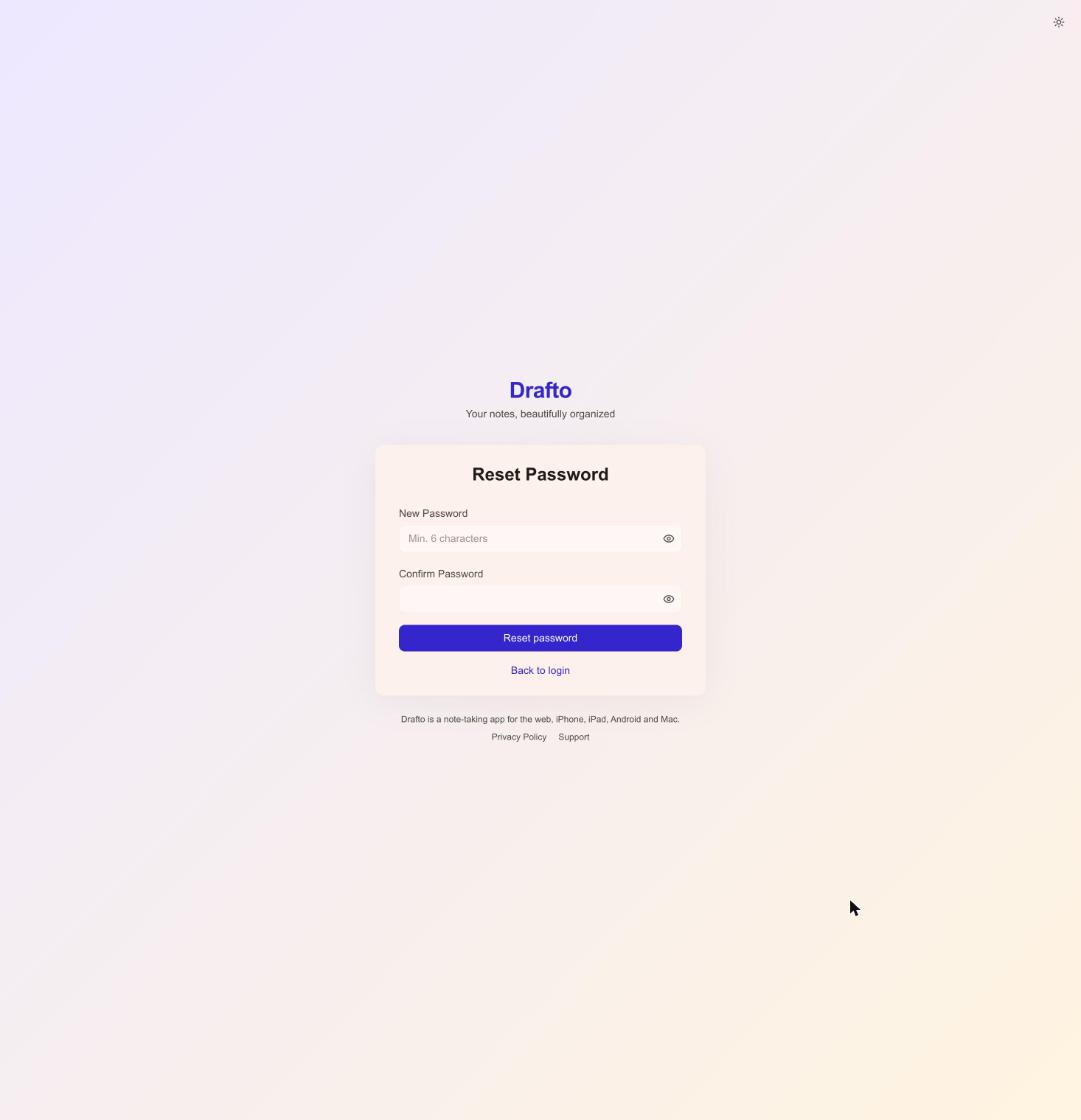 Drafto
Your notes, beautifully organized
Reset Password
New Password
Min. 6 characters
Confirm Password
Reset password
Back to login
Drafto is a note-taking app for the web, iPhone, iPad, Android and Mac.
Privacy Policy Support